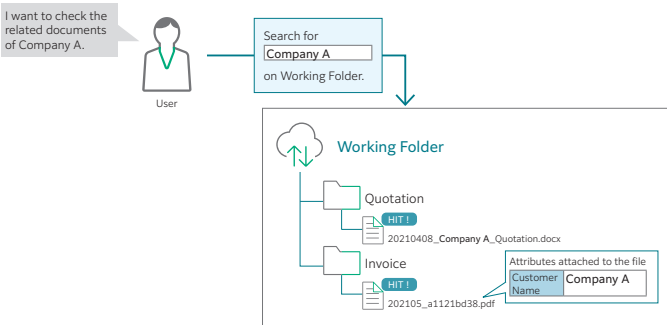 I want to check the
related documents
of Company A.
User
Search for
Company A
on Working Folder.
Working Folder
Quotation
HIT !
20210408_Company A_Quotation.docx
Invoice
HIT !
202105_a1121bd38.pdf
Attributes attached to the file
Customer
Name
Company A